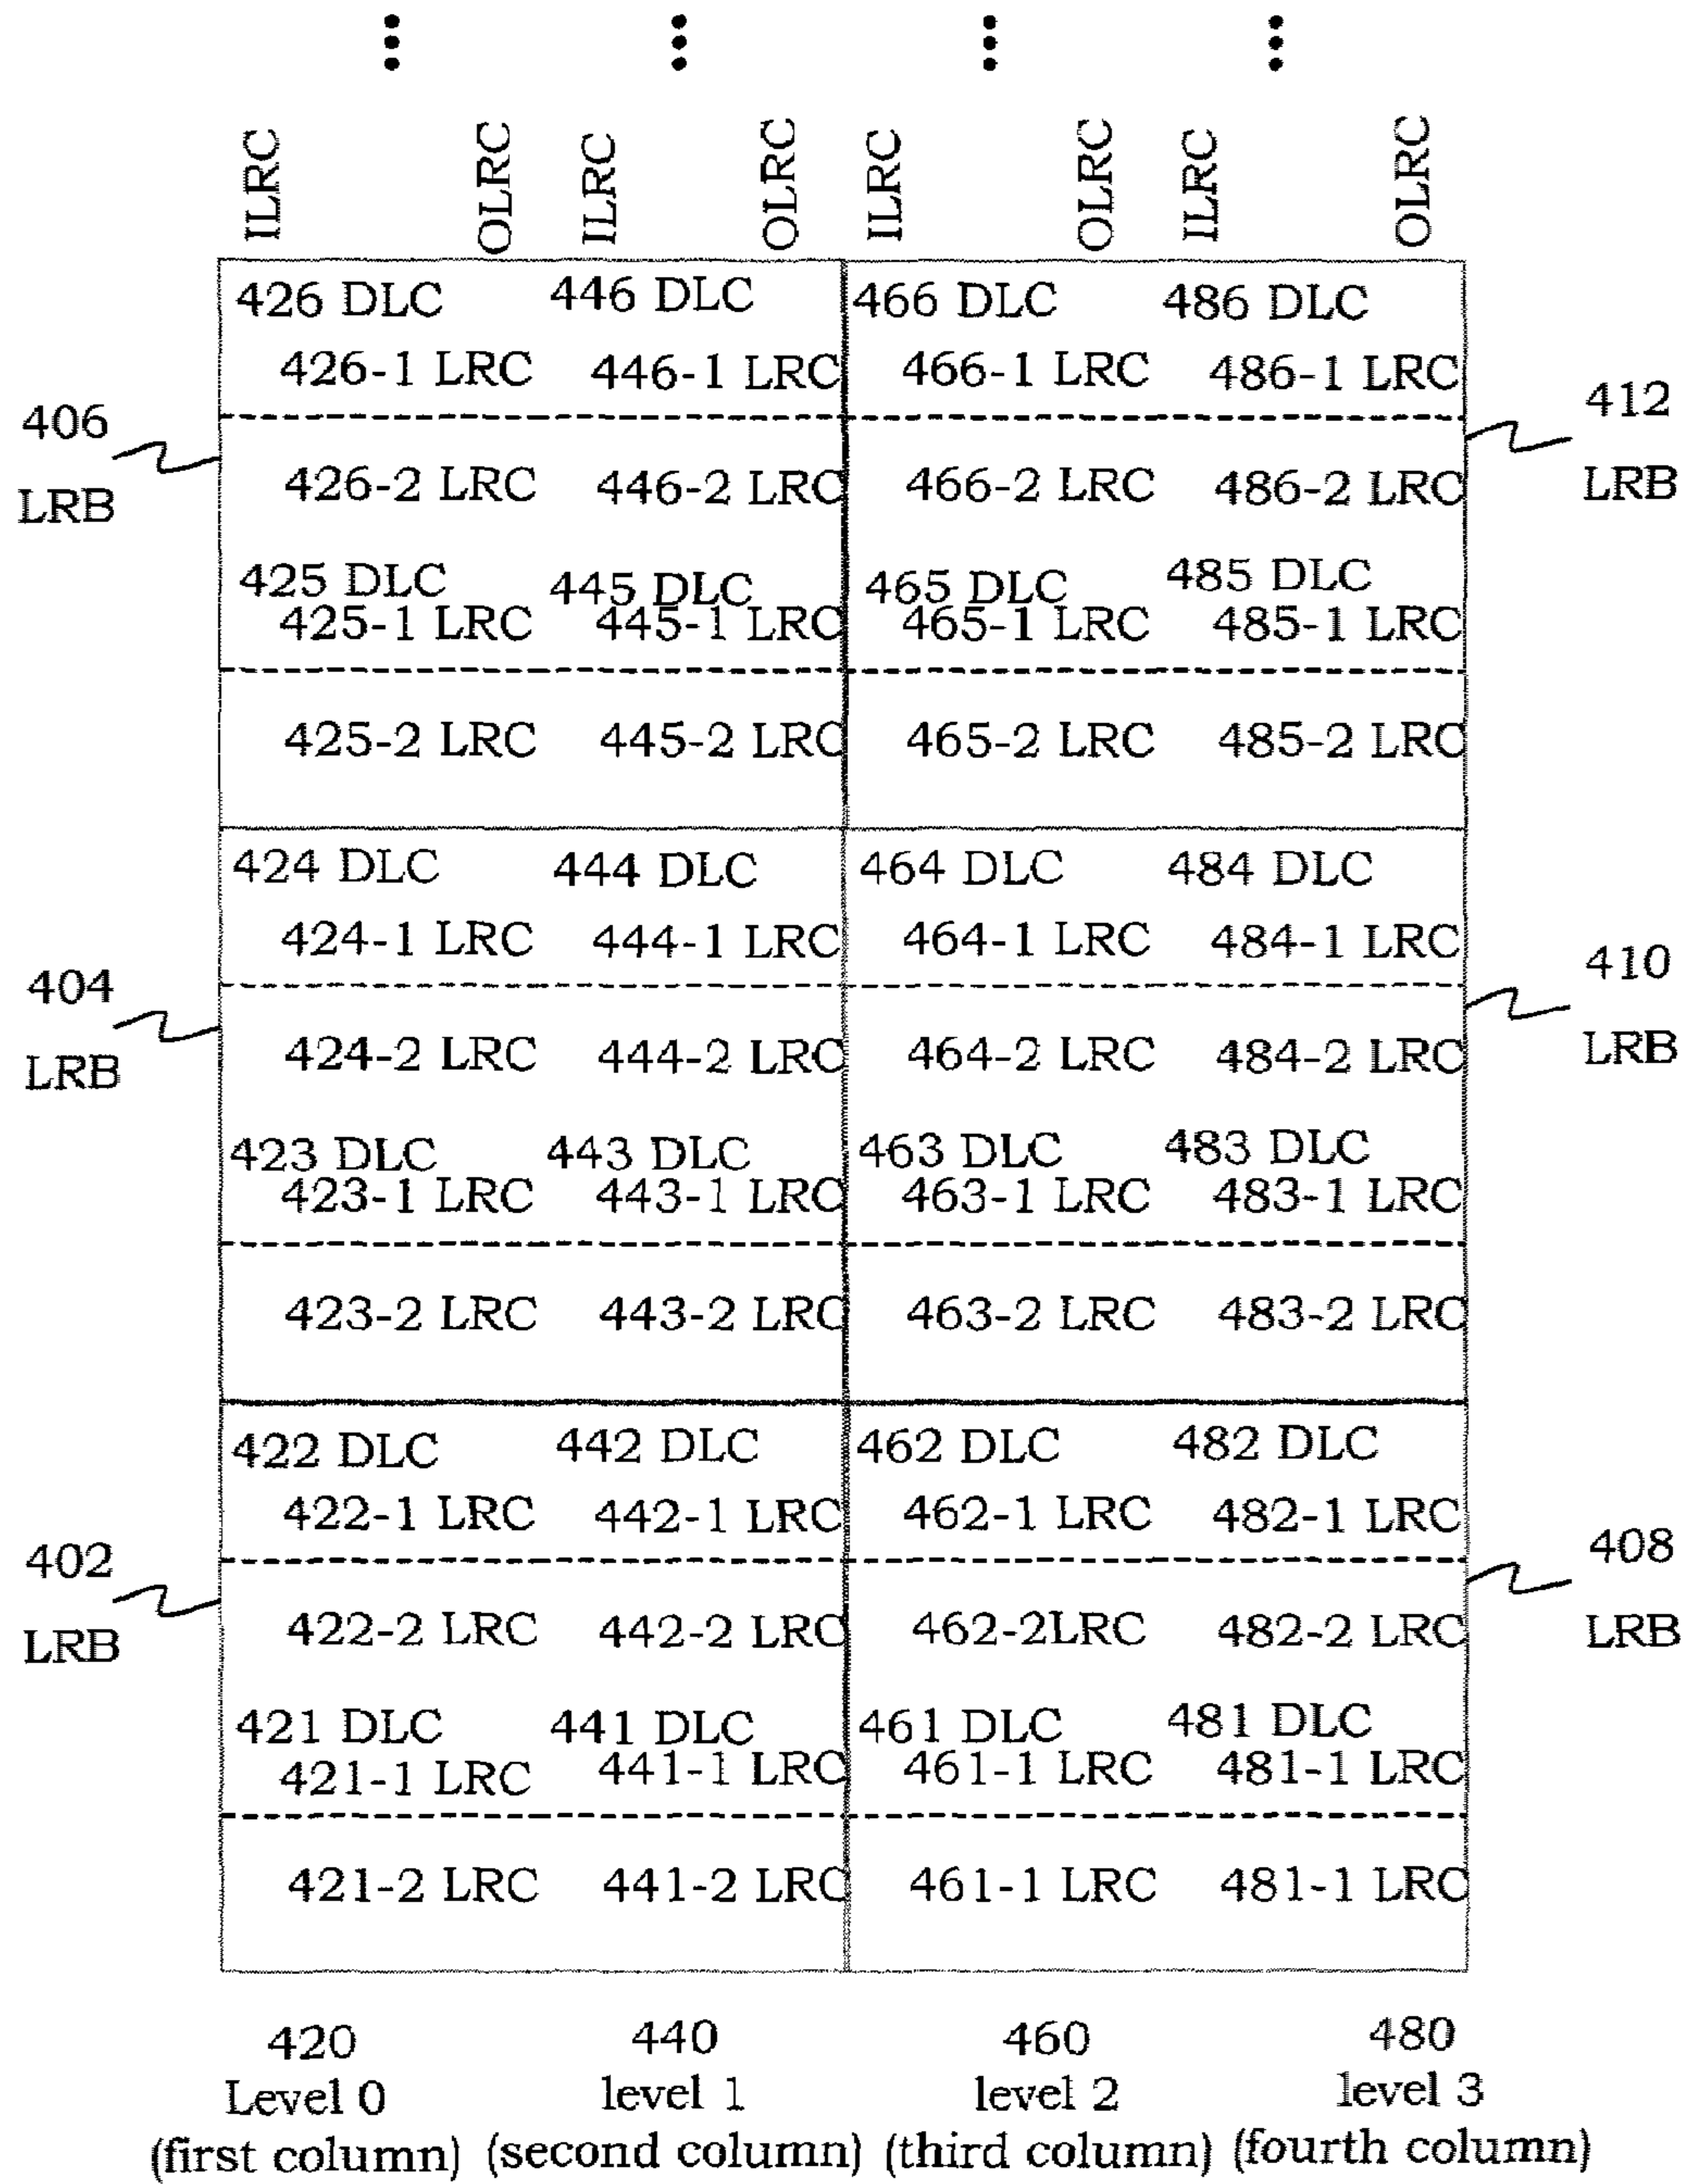 ILRC OLRC ILRC OLRC ILRC OLRC ILRC OLRC
426 DLC 446 DLC 466 DLC 486 DLC
426-1 LRC 446-1 LRC 466-1 LRC 486-1 LRC
406 LRB
412 LRB
426-2 LRC 446-2 LRC 466-2 LRC 486-2 LRC
425 DLC 445 DLC 465 DLC 485 DLC
425-1 LRC 445-1 LRC 465-1 LRC 485-1 LRC
425-2 LRC 445-2 LRC 465-2 LRC 485-2 LRC
424 DLC 444 DLC 464 DLC 484 DLC
424-1 LRC 444-1 LRC 464-1 LRC 484-1 LRC
404 LRB
410 LRB
424-2 LRC 444-2 LRC 464-2 LRC 484-2 LRC
423 DLC 443 DLC 463 DLC 483 DLC
423-1 LRC 443-1 LRC 463-1 LRC 483-1 LRC
423-2 LRC 443-2 LRC 463-2 LRC 483-2 LRC
422 DLC 442 DLC 462 DLC 482 DLC
422-1 LRC 442-1 LRC 462-1 LRC 482-1 LRC
402 LRB
408 LRB
422-2 LRC 442-2 LRC 462-2LRC 482-2 LRC
421 DLC 441 DLC 461 DLC 481 DLC
421-1 LRC 441-1 LRC 461-1 LRC 481-1 LRC
421-2 LRC 441-2 LRC 461-1 LRC 481-1 LRC
420 440 460 480
Level 0 level 1 level 2 level 3
(first column) (second column) (third column) (fourth column)